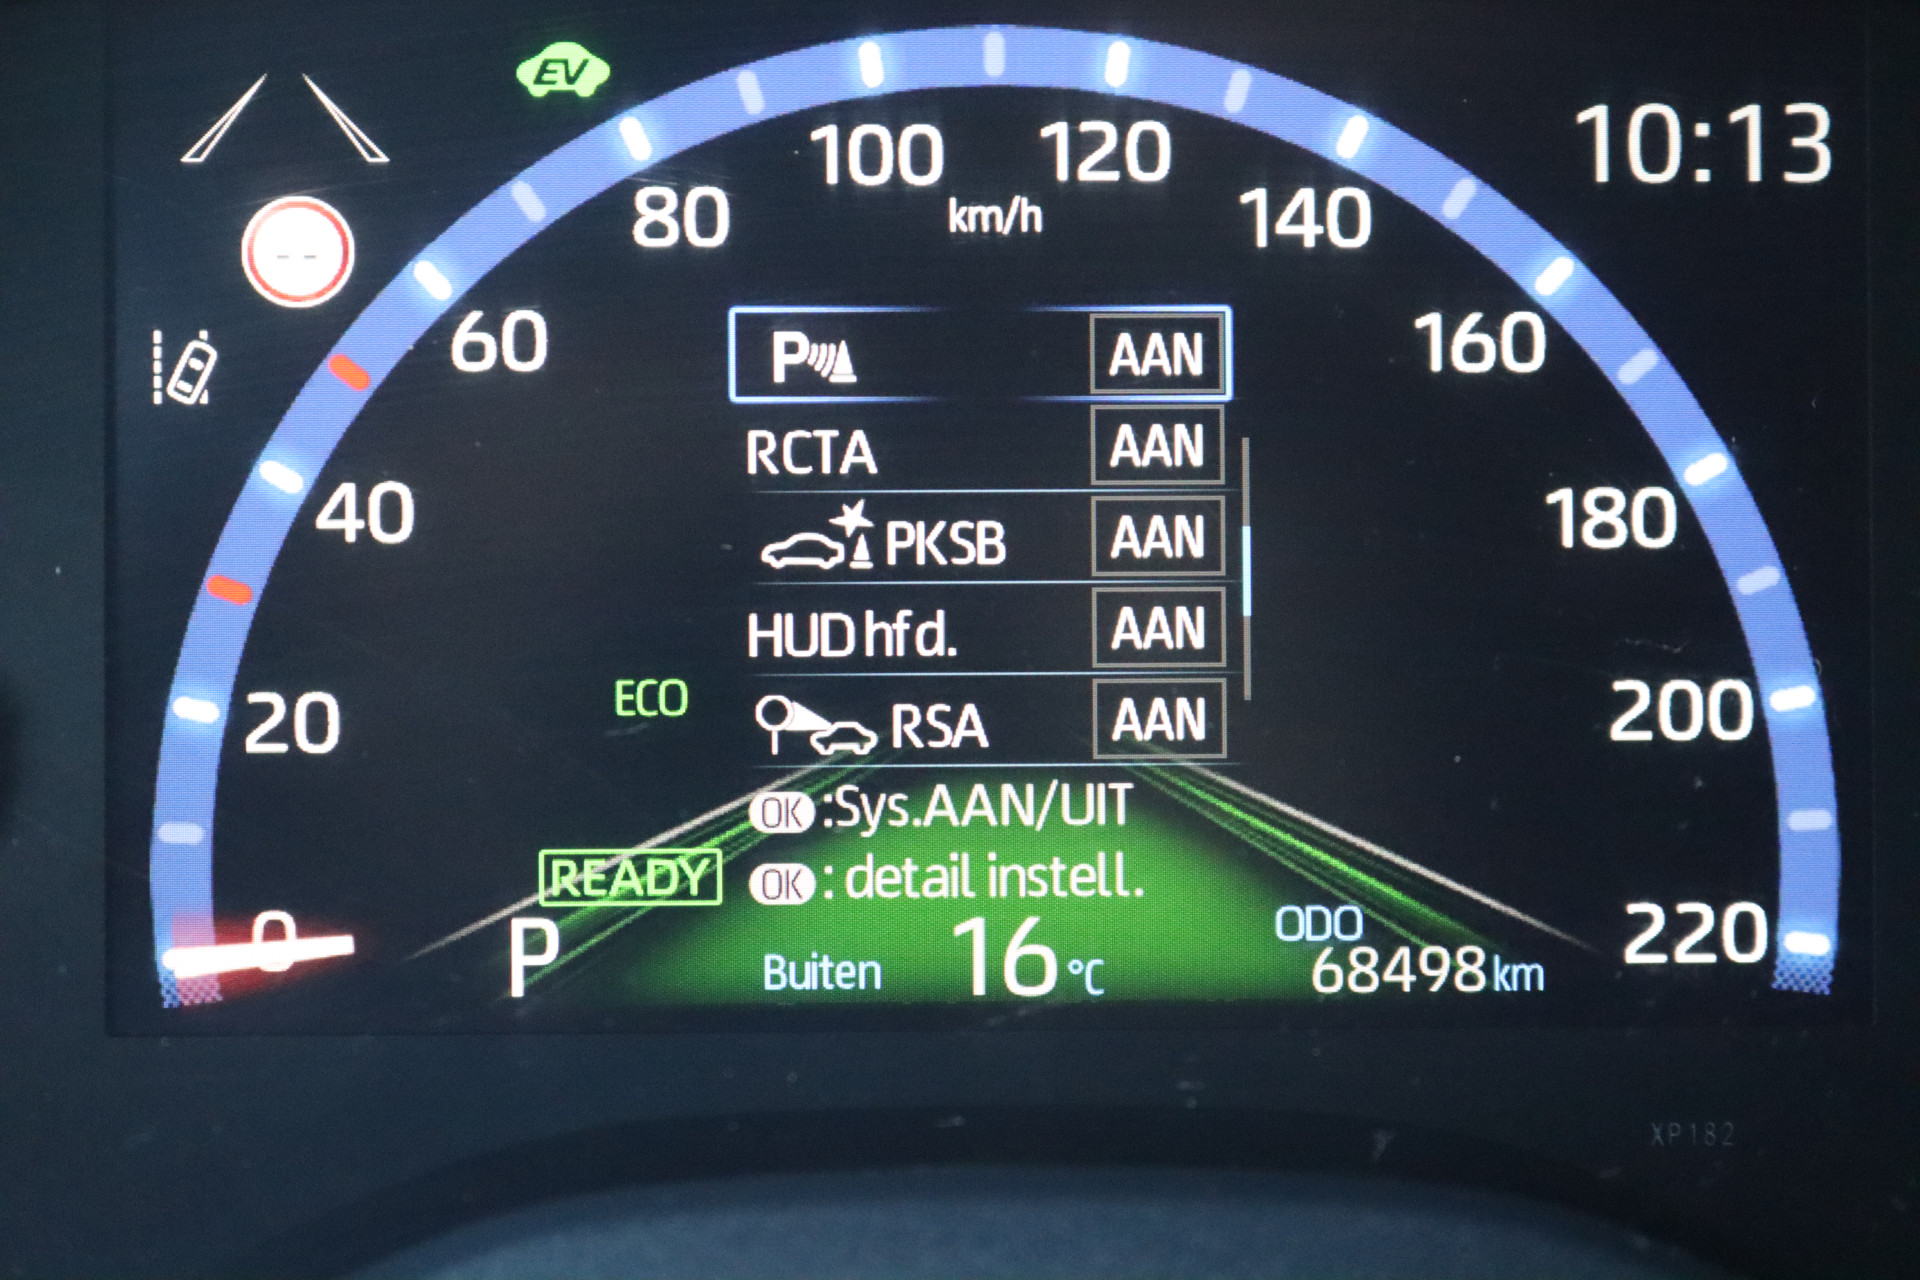 EV
10:13
100 120
80 km/h 140
60 160
P AAN
RCTA AAN
40 180
PKSB AAN
HUD hfd. AAN
ECO
20 200
RSA AAN
OK :Sys.AAN/UIT
READY OK : detail instell.
0 220
P Buiten 16 °C ODO
68498 km
XP182